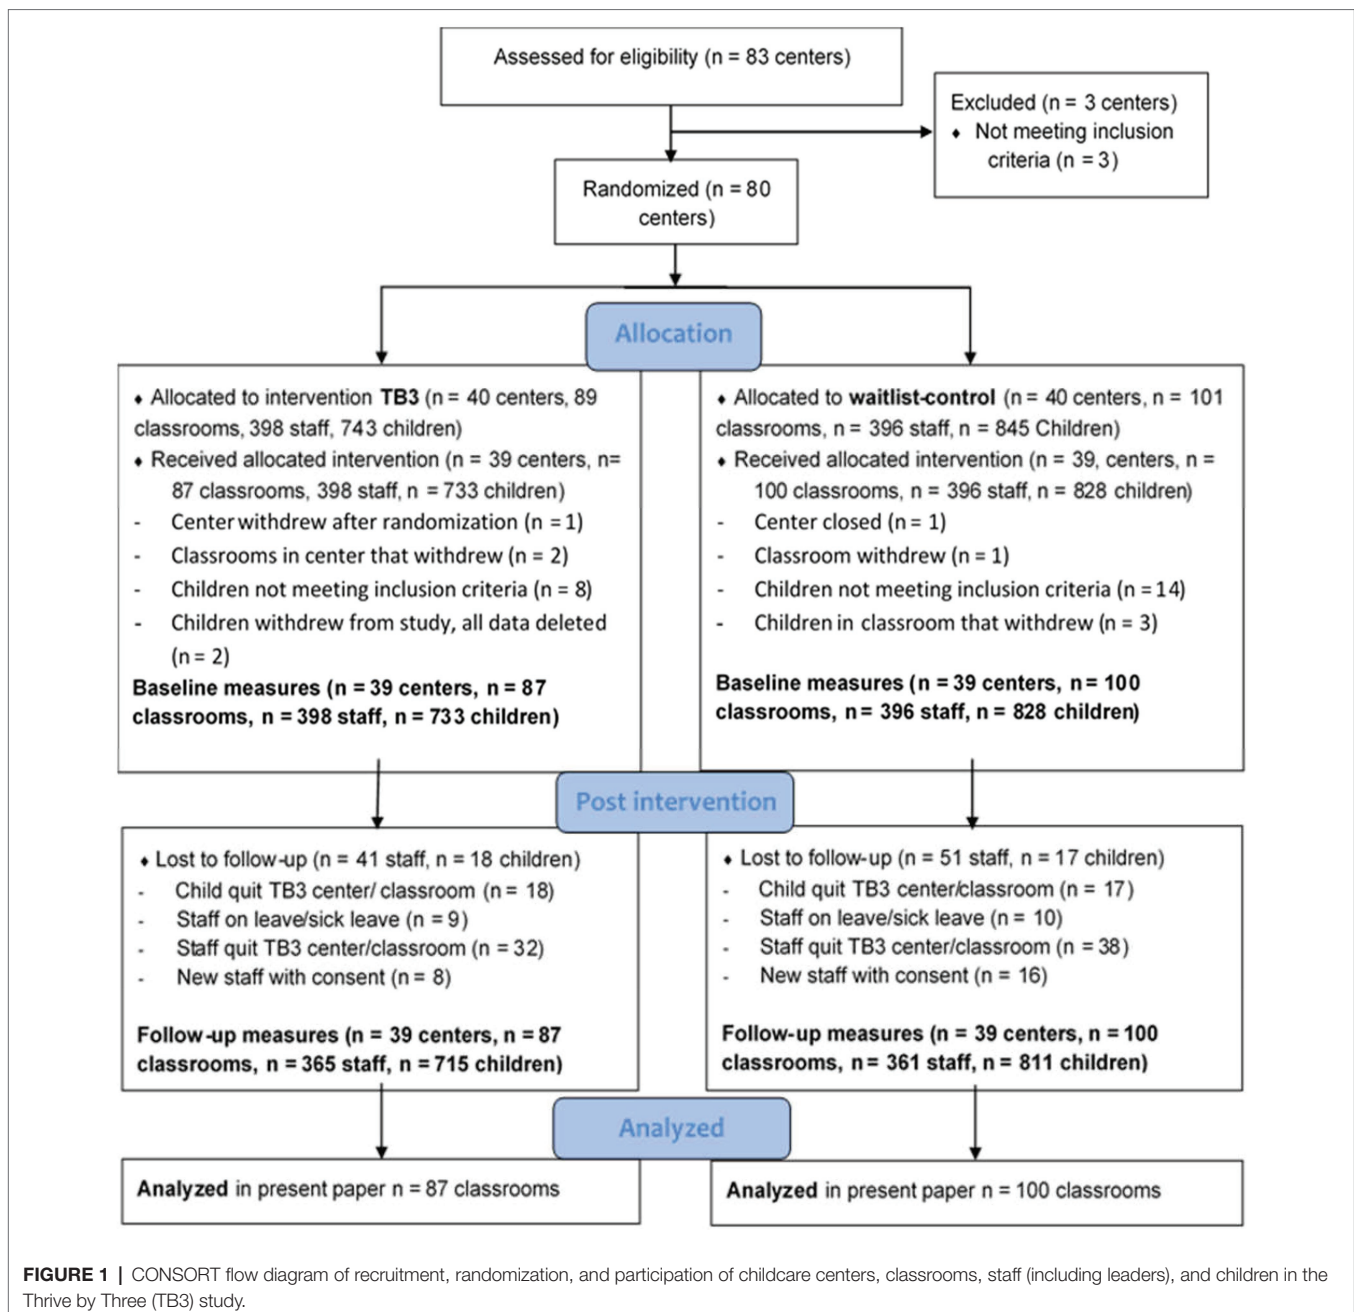 Assessed for eligibility (n = 83 centers)
Excluded (n = 3 centers)
♦ Not meeting inclusion
criteria (n = 3)
Randomized (n = 80
centers)
Allocation
♦ Allocated to intervention TB3 (n = 40 centers, 89
classrooms, 398 staff, 743 children)
♦ Received allocated intervention (n = 39 centers, n=
87 classrooms, 398 staff, n = 733 children)
- Center withdrew after randomization (n = 1)
- Classrooms in center that withdrew (n = 2)
- Children not meeting inclusion criteria (n = 8)
- Children withdrew from study, all data deleted
(n = 2)
Baseline measures (n = 39 centers, n = 87
classrooms, n = 398 staff, n = 733 children)
♦ Allocated to waitlist-control (n = 40 centers, n = 101
classrooms, n = 396 staff, n = 845 Children)
♦ Received allocated intervention (n = 39, centers, n =
100 classrooms, n = 396 staff, n = 828 children)
- Center closed (n = 1)
- Classroom withdrew (n = 1)
- Children not meeting inclusion criteria (n = 14)
- Children in classroom that withdrew (n = 3)
Baseline measures (n = 39 centers, n = 100
classrooms, n = 396 staff, n = 828 children)
Post intervention
♦ Lost to follow-up (n = 41 staff, n = 18 children)
- Child quit TB3 center/ classroom (n = 18)
- Staff on leave/sick leave (n = 9)
- Staff quit TB3 center/classroom (n = 32)
- New staff with consent (n = 8)
Follow-up measures (n = 39 centers, n = 87
classrooms, n = 365 staff, n = 715 children)
♦ Lost to follow-up (n = 51 staff, n = 17 children)
- Child quit TB3 center/classroom (n = 17)
- Staff on leave/sick leave (n = 10)
- Staff quit TB3 center/classroom (n = 38)
- New staff with consent (n = 16)
Follow-up measures (n = 39 centers, n = 100
classrooms, n = 361 staff, n = 811 children)
Analyzed
Analyzed in present paper n = 87 classrooms
Analyzed in present paper n = 100 classrooms
FIGURE 1 | CONSORT flow diagram of recruitment, randomization, and participation of childcare centers, classrooms, staff (including leaders), and children in the
Thrive by Three (TB3) study.